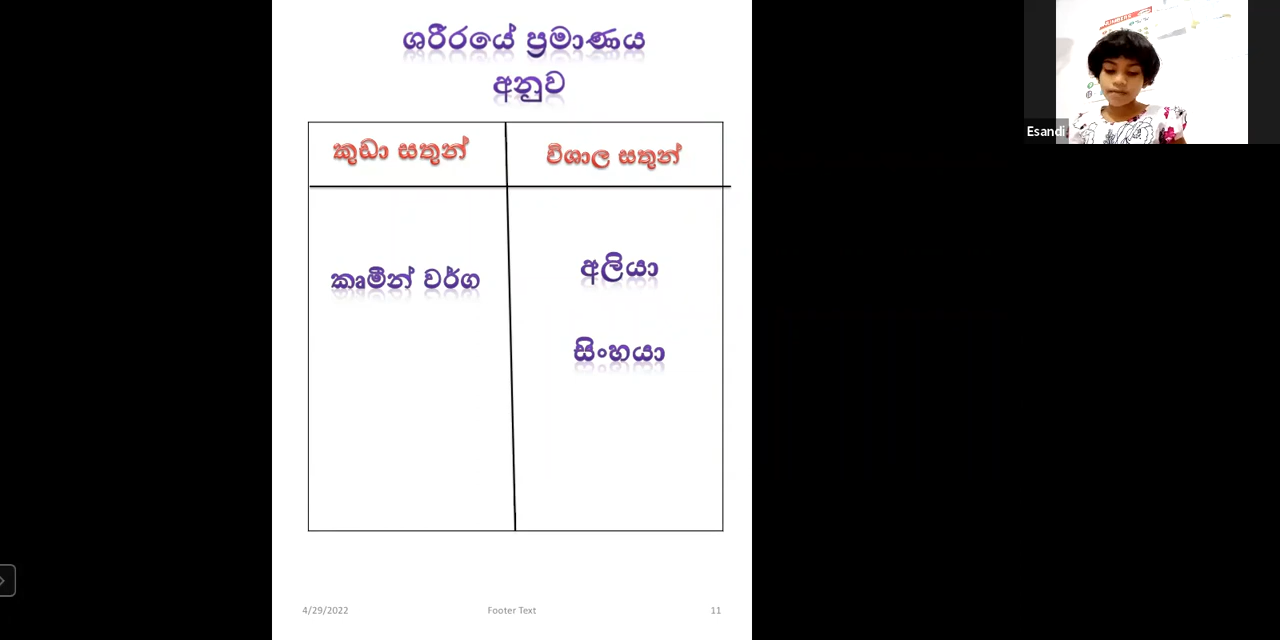 ශරීරයේ ප්‍රමාණය
අනුව
කුඩා සතුන්
විශාල සතුන්
කෘමීන් වර්ග
අලියා
සිංහයා
4/29/2022
Footer Text
11
Esandi